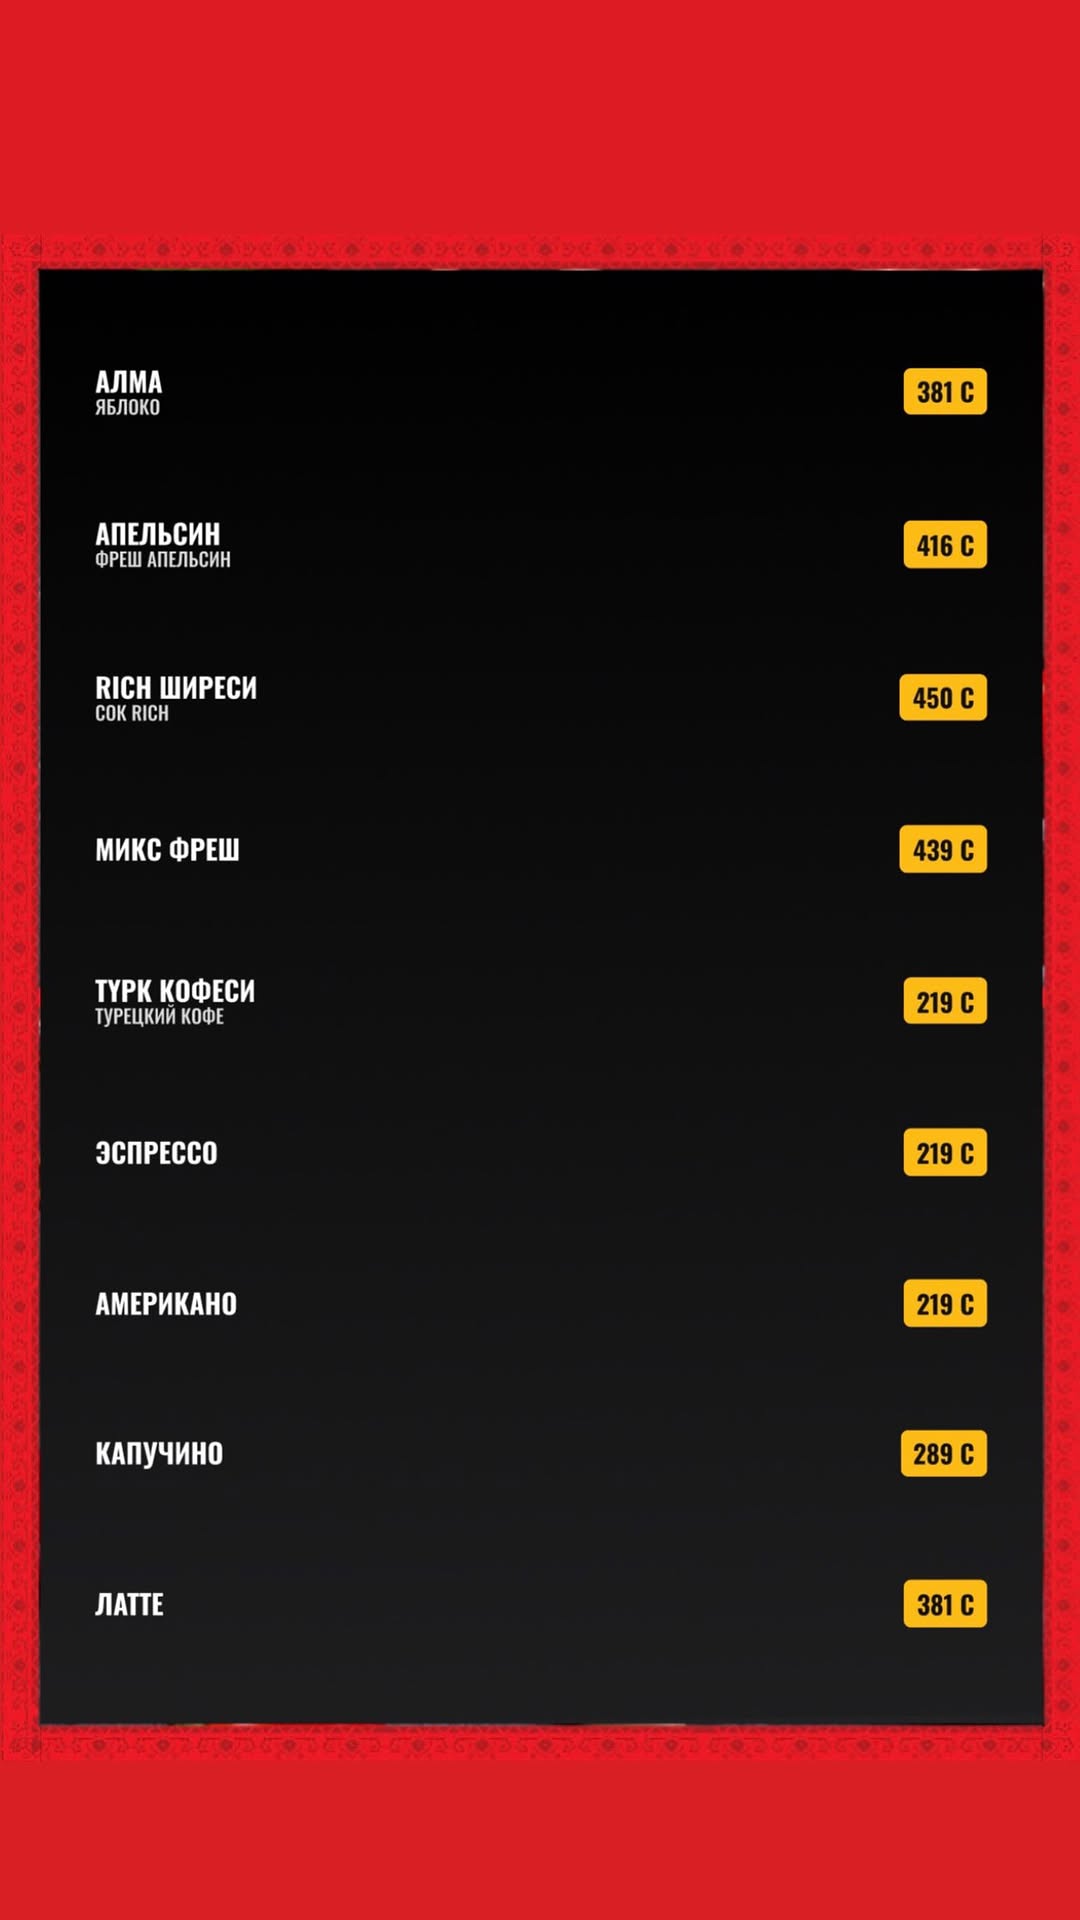 АЛМА
ЯБЛОКО
381 С
АПЕЛЬСИН
ФРЕШ АПЕЛЬСИН
416 С
RICH ШИРЕСИ
СОК RICH
450 С
МИКС ФРЕШ
439 С
ТҮРК КОФЕСИ
ТУРЕЦКИЙ КОФЕ
219 С
ЭСПРЕССО
219 С
АМЕРИКАНО
219 С
КАПУЧИНО
289 С
ЛАТТЕ
381 С